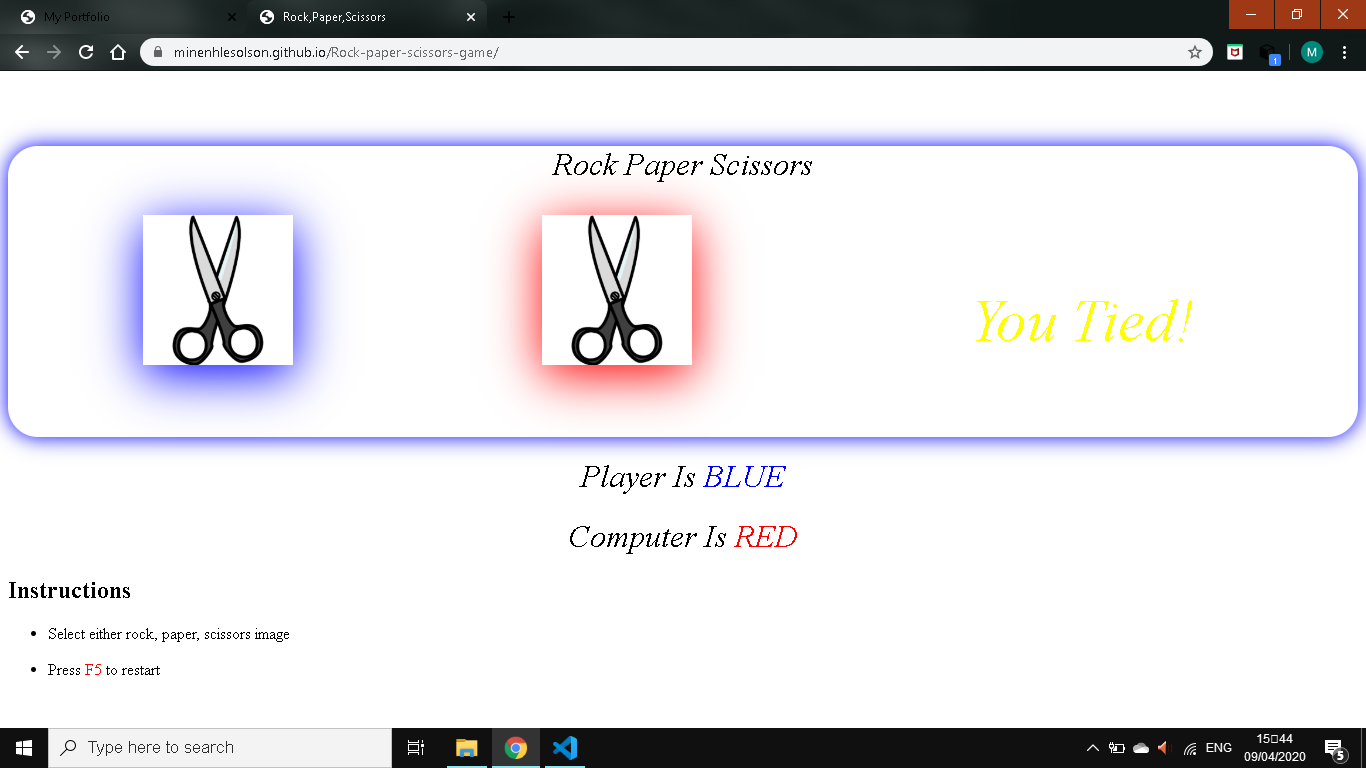 My Portfolio
Rock,Paper,Scissors
minenhlesolson.github.io/Rock-paper-scissors-game/
M
1
Rock Paper Scissors
You Tied!
Player Is BLUE
Computer Is RED
Instructions
Select either rock, paper, scissors image
Press F5 to restart
Type here to search
ENG
15▯44
09/04/2020
5